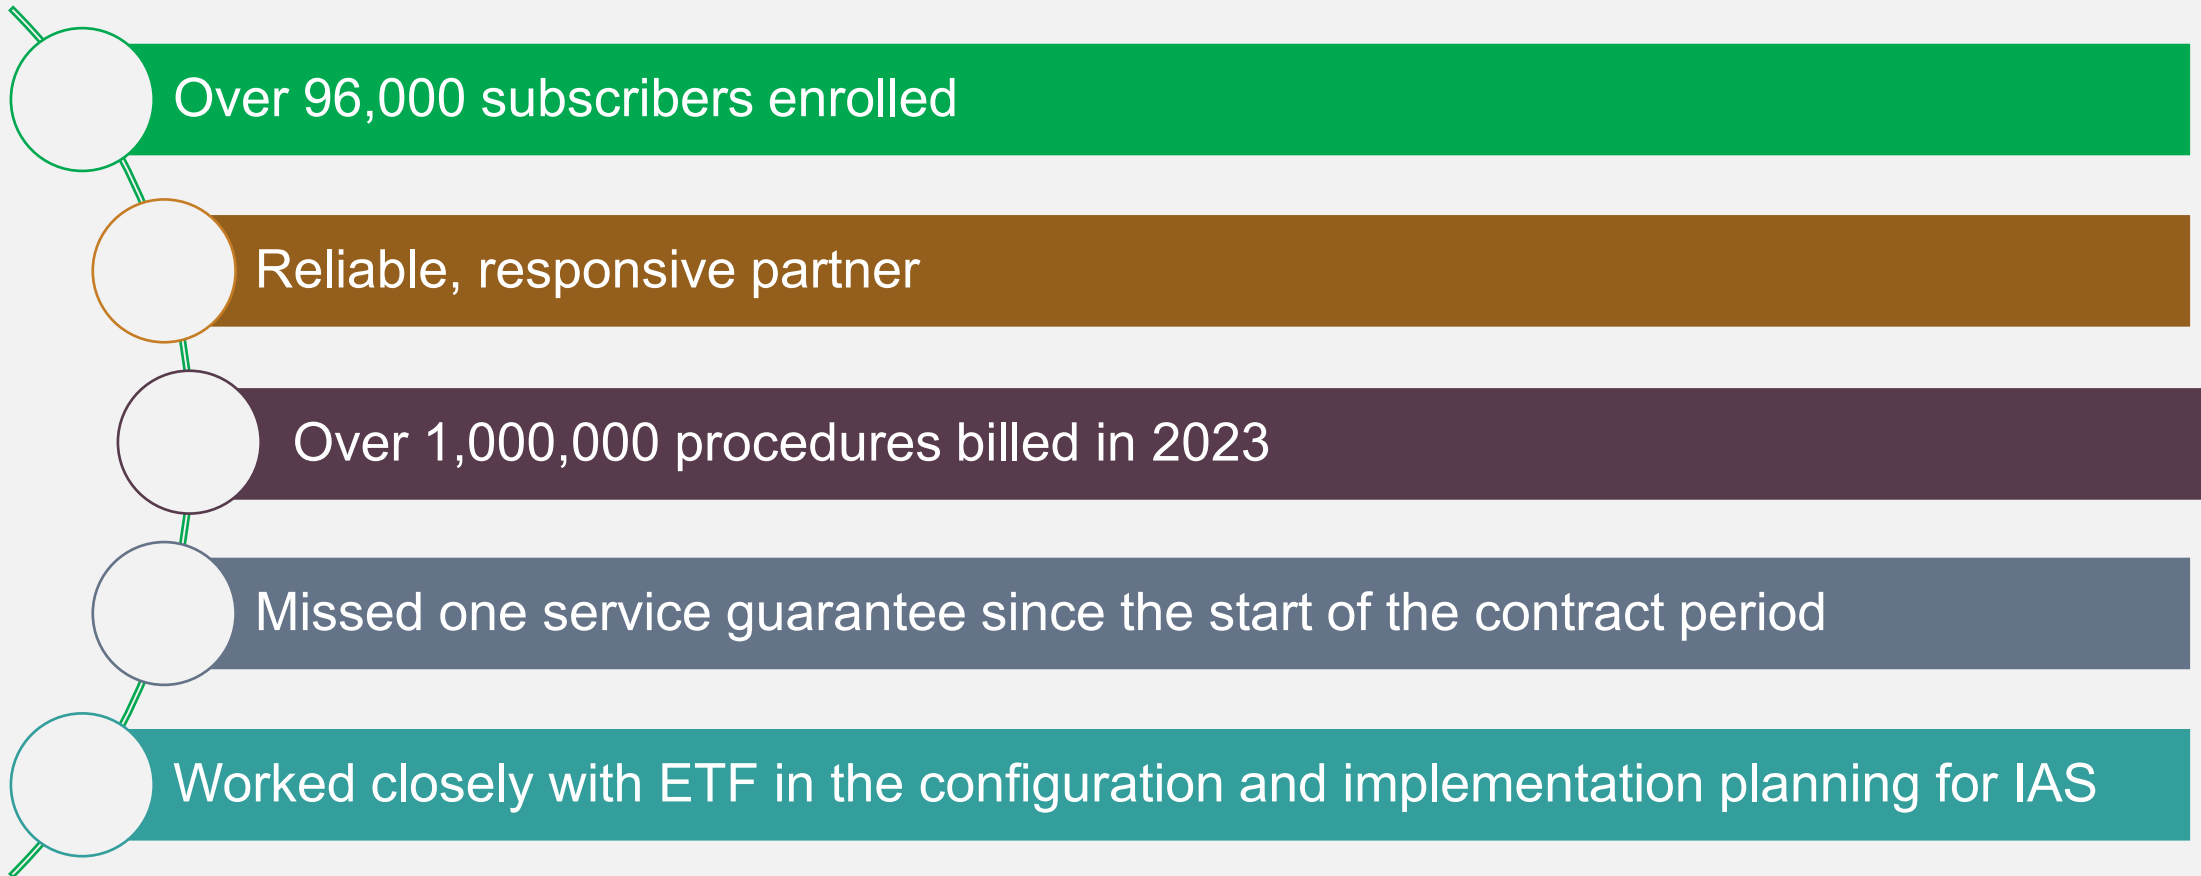 Over 96,000 subscribers enrolled
Reliable, responsive partner
Over 1,000,000 procedures billed in 2023
Missed one service guarantee since the start of the contract period
Worked closely with ETF in the configuration and implementation planning for IAS